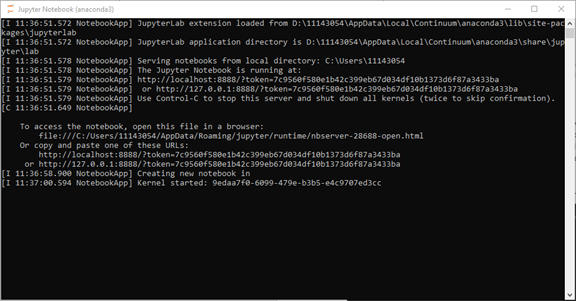 Jupyter Notebook (anaconda3)
[I 11:36:51.572 NotebookApp] JupyterLab extension loaded from D:\11143054\AppData\Local\Continuum\anaconda3\lib\site-pac
kages\jupyterlab
[I 11:36:51.572 NotebookApp] JupyterLab application directory is D:\11143054\AppData\Local\Continuum\anaconda3\share\jup
yter\lab
[I 11:36:51.578 NotebookApp] Serving notebooks from local directory: C:\Users\11143054
[I 11:36:51.578 NotebookApp] The Jupyter Notebook is running at:
[I 11:36:51.579 NotebookApp] http://localhost:8888/?token=7c9560f580e1b42c399eb67d034df10b1373d6f87a3433ba
[I 11:36:51.579 NotebookApp]  or http://127.0.0.1:8888/?token=7c9560f580e1b42c399eb67d034df10b1373d6f87a3433ba
[I 11:36:51.579 NotebookApp] Use Control-C to stop this server and shut down all kernels (twice to skip confirmation).
[C 11:36:51.649 NotebookApp]
To access the notebook, open this file in a browser:
file:///C:/Users/11143054/AppData/Roaming/jupyter/runtime/nbserver-28688-open.html
Or copy and paste one of these URLs:
http://localhost:8888/?token=7c9560f580e1b42c399eb67d034df10b1373d6f87a3433ba
or http://127.0.0.1:8888/?token=7c9560f580e1b42c399eb67d034df10b1373d6f87a3433ba
[I 11:36:58.900 NotebookApp] Creating new notebook in
[I 11:37:00.594 NotebookApp] Kernel started: 9edaa7f0-6099-479e-b3b5-e4c9707ed3cc